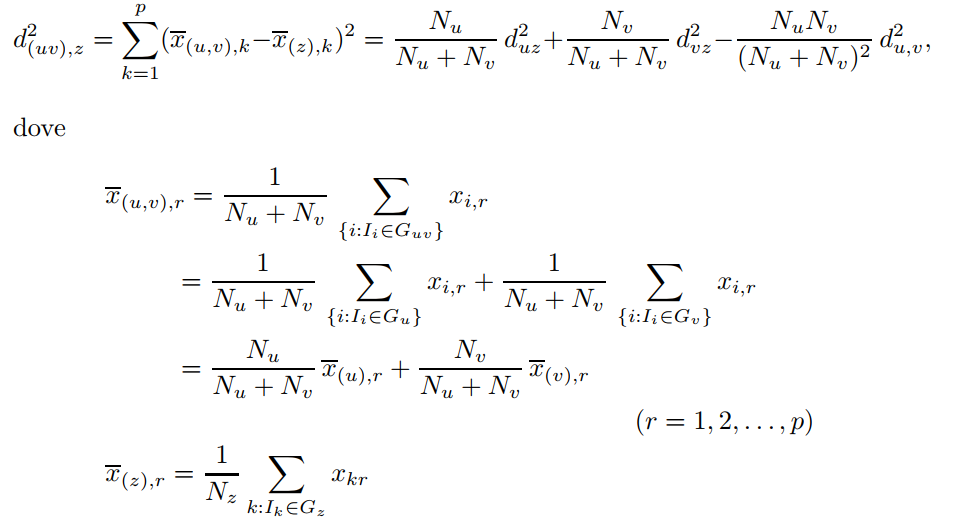 $d^2_{(uv),z} = \sum_{k=1}^{p} (\overline{x}_{(u,v),k} - \overline{x}_{(z),k})^2 = \frac{N_u}{N_u + N_v} d^2_{uz} + \frac{N_v}{N_u + N_v} d^2_{vz} - \frac{N_u N_v}{(N_u + N_v)^2} d^2_{u,v},$
dove
$\overline{x}_{(u,v),r} = \frac{1}{N_u + N_v} \sum_{\{i: I_i \in G_{uv}\}} x_{i,r}$
$= \frac{1}{N_u + N_v} \sum_{\{i: I_i \in G_u\}} x_{i,r} + \frac{1}{N_u + N_v} \sum_{\{i: I_i \in G_v\}} x_{i,r}$
$= \frac{N_u}{N_u + N_v} \overline{x}_{(u),r} + \frac{N_v}{N_u + N_v} \overline{x}_{(v),r}$
$(r = 1, 2, \ldots, p)$
$\overline{x}_{(z),r} = \frac{1}{N_z} \sum_{k: I_k \in G_z} x_{kr}$